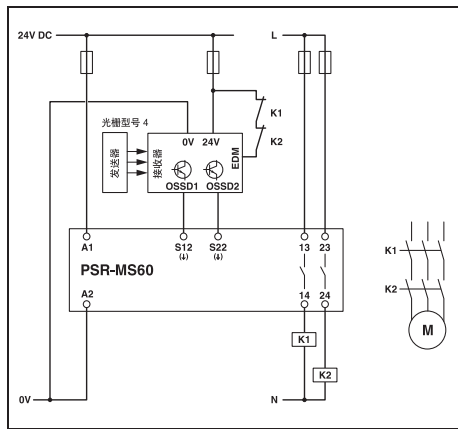 24V DC
L
光栅型号 4
0V 24V
K1
K2
发送器
接收器
EDM
OSSD1 OSSD2
A1 S12 S22 13 23
(↓) (↓)
PSR-MS60
A2 14 24
K1
K2
0V
N
K1
K2
M